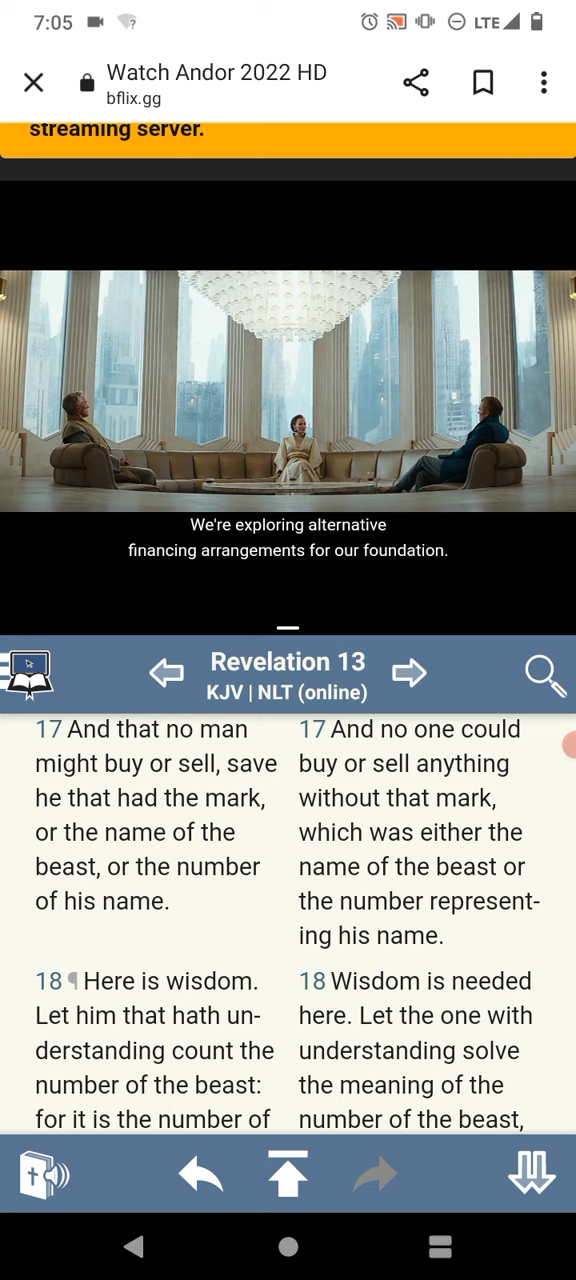 7:05
LTE
Watch Andor 2022 HD
bflix.gg
streaming server.
We're exploring alternative
financing arrangements for our foundation.
Revelation 13
KJV | NLT (online)
17 And that no man
might buy or sell, save
he that had the mark,
or the name of the
beast, or the number
of his name.
18 ¶ Here is wisdom.
Let him that hath un-
derstanding count the
number of the beast:
for it is the number of
17 And no one could
buy or sell anything
without that mark,
which was either the
name of the beast or
the number represent-
ing his name.
18 Wisdom is needed
here. Let the one with
understanding solve
the meaning of the
number of the beast,